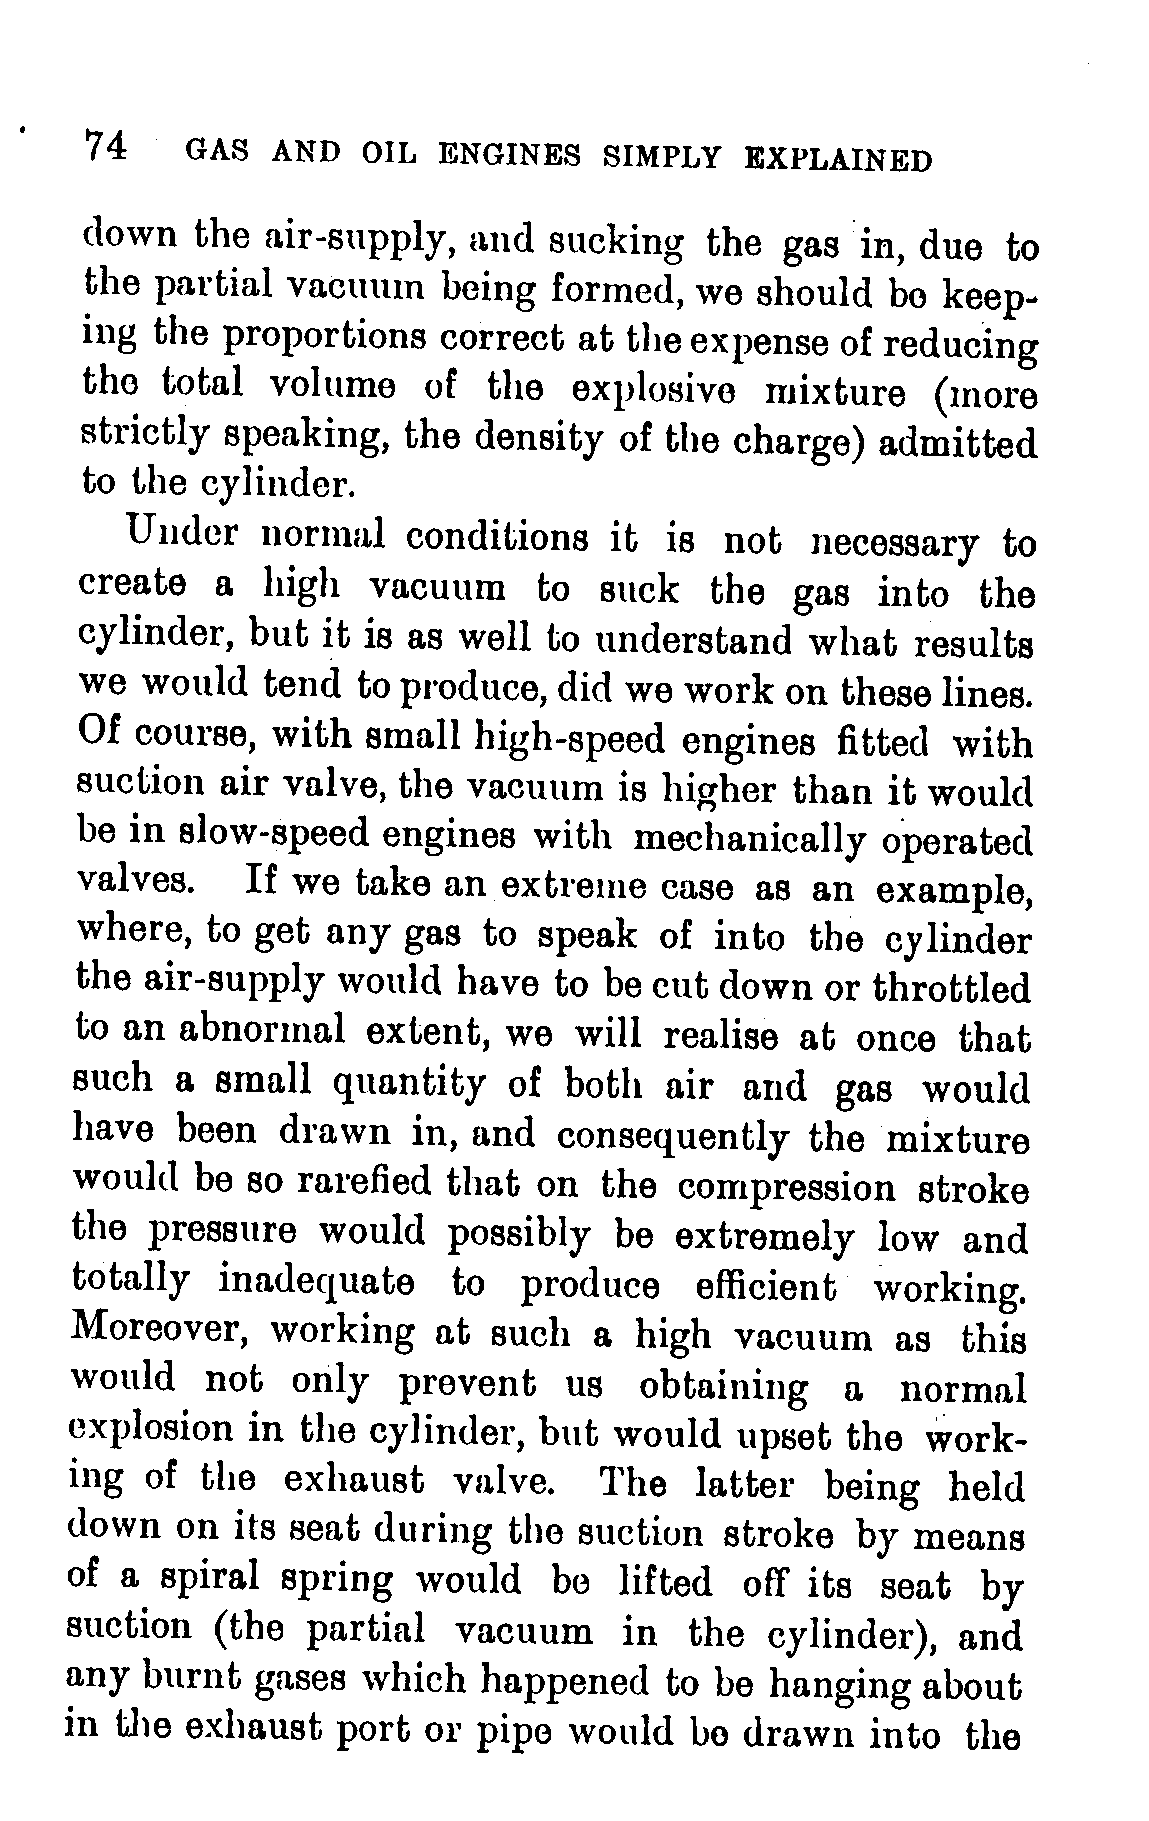 74 GAS AND OIL ENGINES SIMPLY EXPLAINED
down the air-supply, and sucking the gas in, due to
the partial vacuum being formed, we should be keep-
ing the proportions correct at the expense of reducing
the total volume of the explosive mixture (more
strictly speaking, the density of the charge) admitted
to the cylinder.
Under normal conditions it is not necessary to
create a high vacuum to suck the gas into the
cylinder, but it is as well to understand what results
we would tend to produce, did we work on these lines.
Of course, with small high-speed engines fitted with
suction air valve, the vacuum is higher than it would
be in slow-speed engines with mechanically operated
valves. If we take an extreme case as an example,
where, to get any gas to speak of into the cylinder
the air-supply would have to be cut down or throttled
to an abnormal extent, we will realise at once that
such a small quantity of both air and gas would
have been drawn in, and consequently the mixture
would be so rarefied that on the compression stroke
the pressure would possibly be extremely low and
totally inadequate to produce efficient working.
Moreover, working at such a high vacuum as this
would not only prevent us obtaining a normal
explosion in the cylinder, but would upset the work-
ing of the exhaust valve. The latter being held
down on its seat during the suction stroke by means
of a spiral spring would be lifted off its seat by
suction (the partial vacuum in the cylinder), and
any burnt gases which happened to be hanging about
in the exhaust port or pipe would be drawn into the